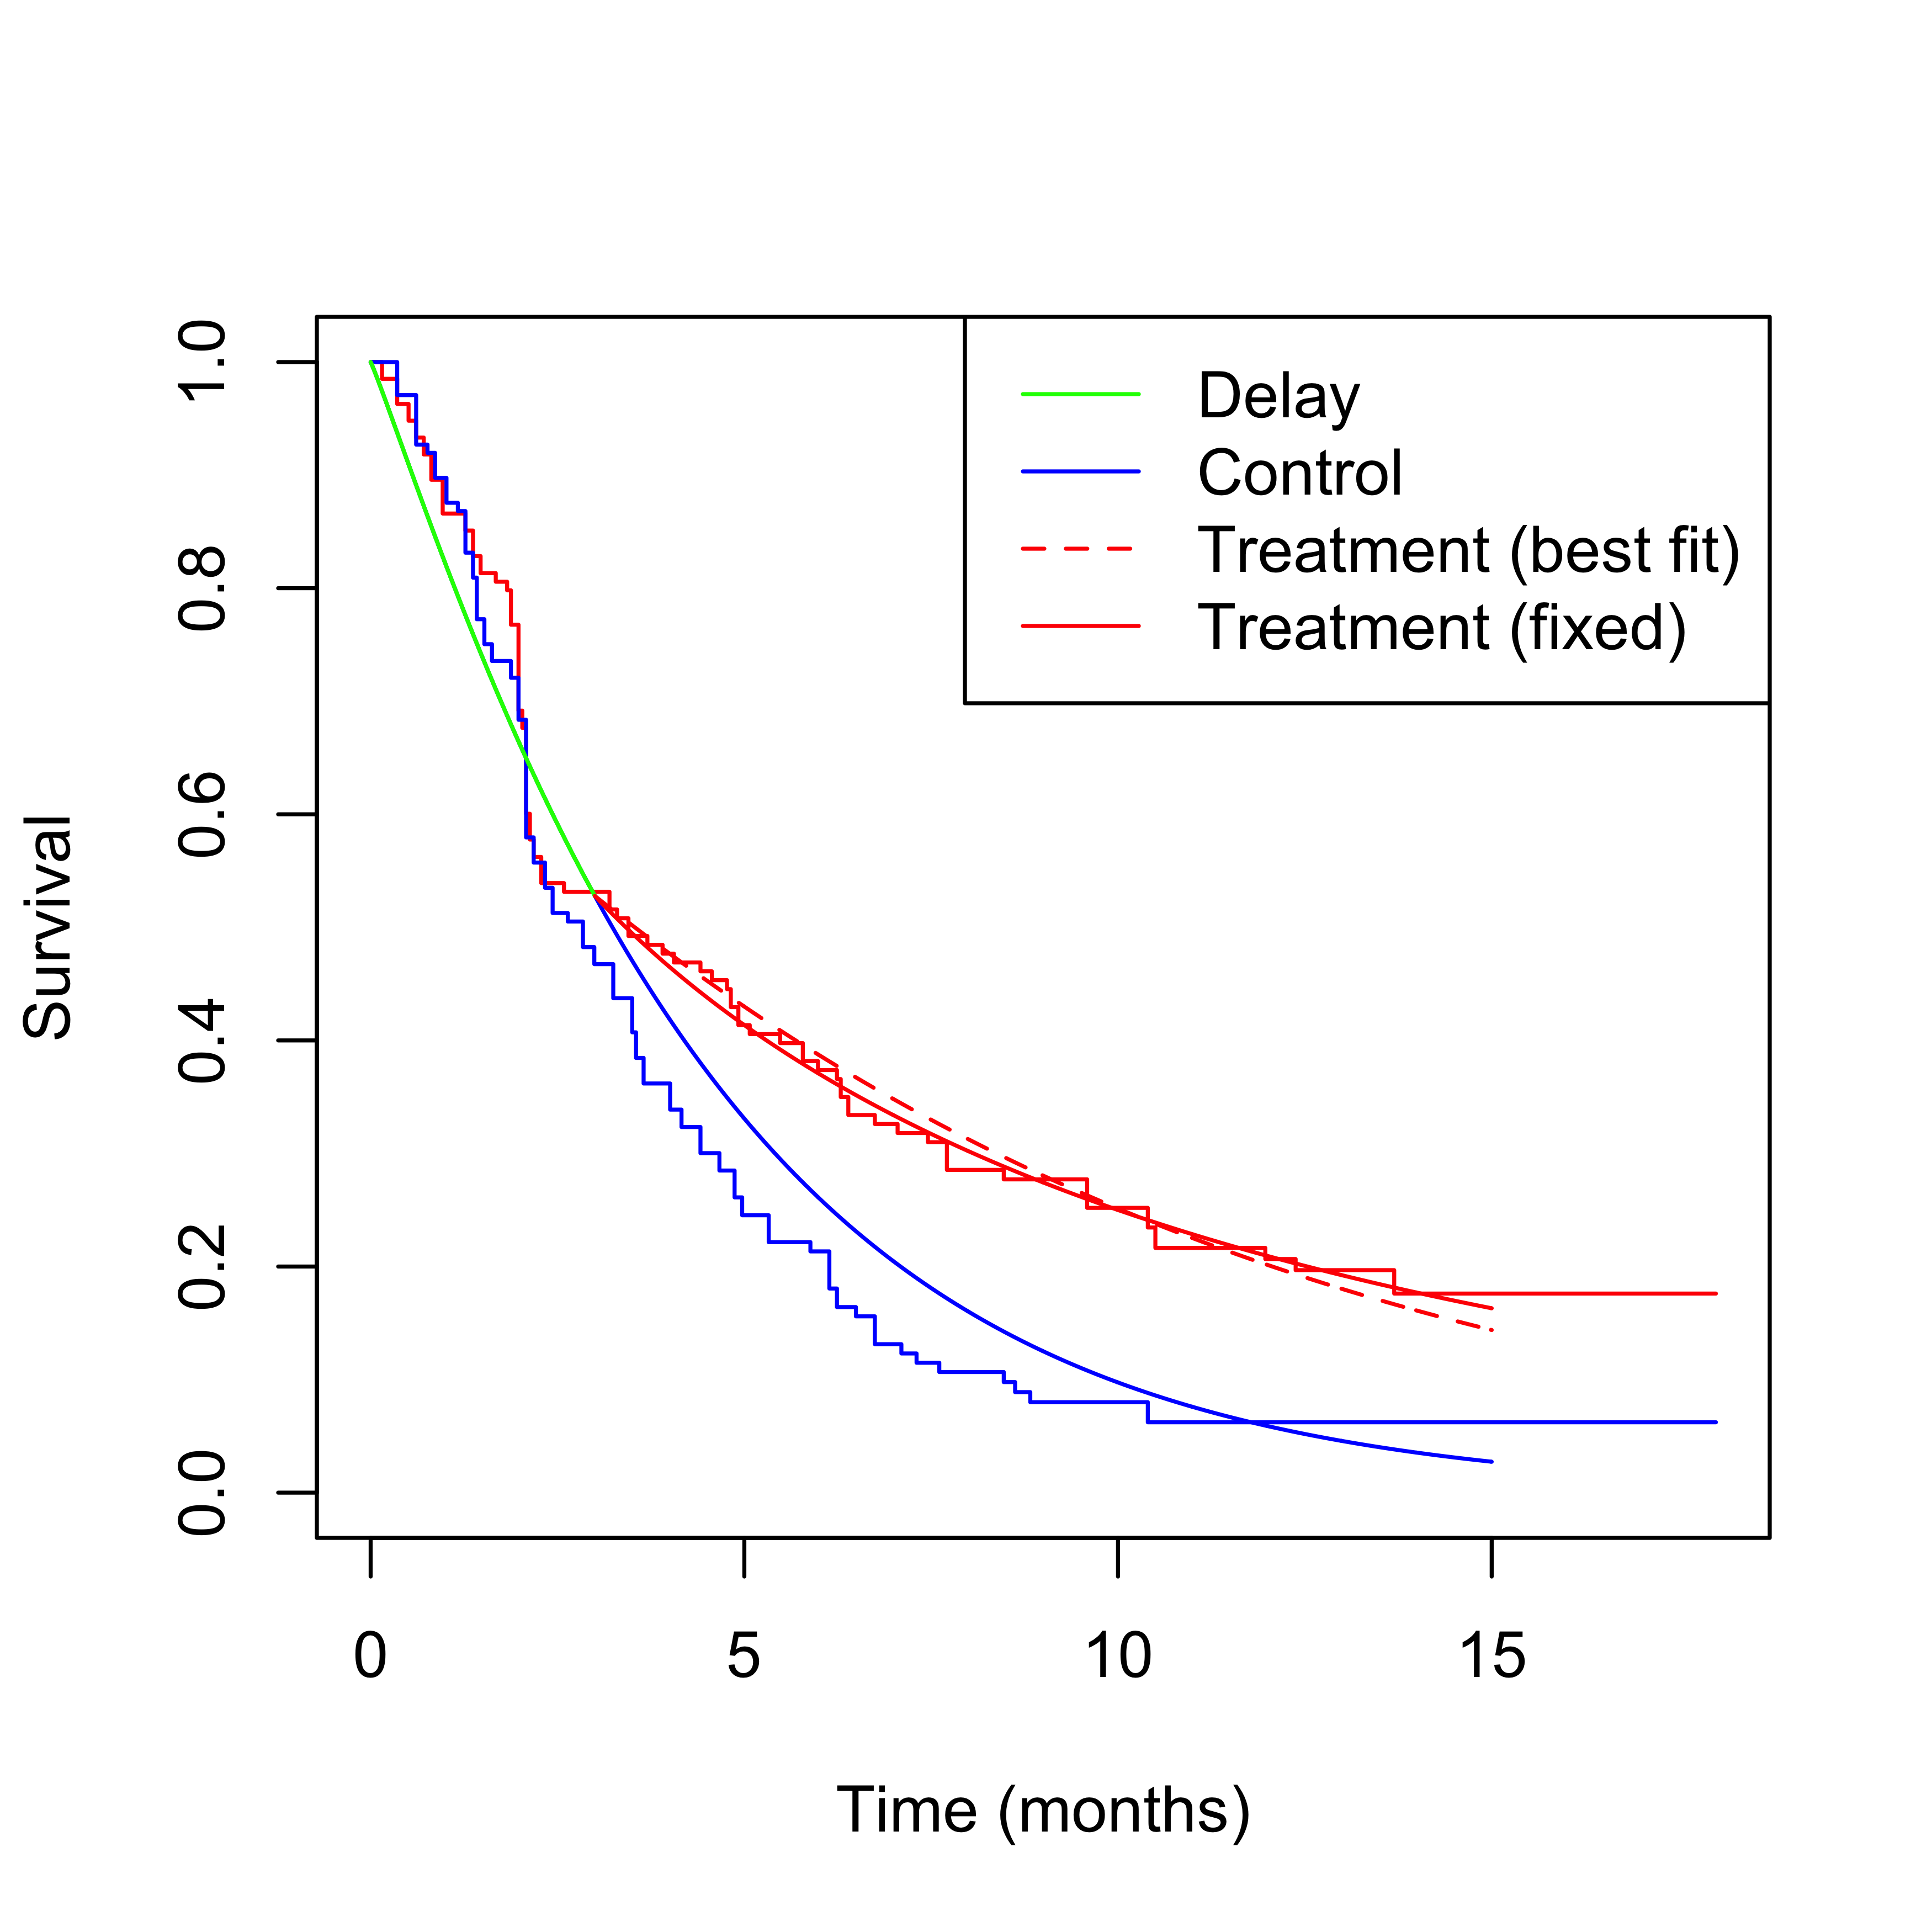 Delay
Control
Treatment (best fit)
Treatment (fixed)
Survival
1.0
0.8
0.6
0.4
0.2
0.0
0 5 10 15
Time (months)